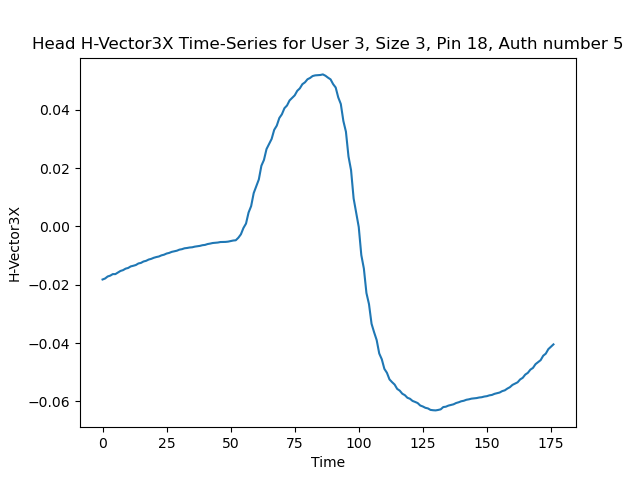 Head H-Vector3X Time-Series for User 3, Size 3, Pin 18, Auth number 5
H-Vector3X
0.04
0.02
0.00
−0.02
−0.04
−0.06
0 25 50 75 100 125 150 175
Time